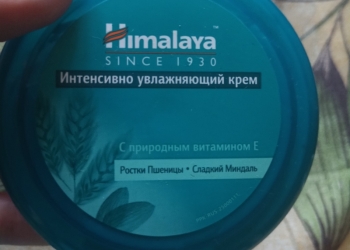 Himalaya
SINCE 1930
Интенсивно увлажняющий крем
С природным витамином Е
Ростки Пшеницы • Сладкий Миндаль